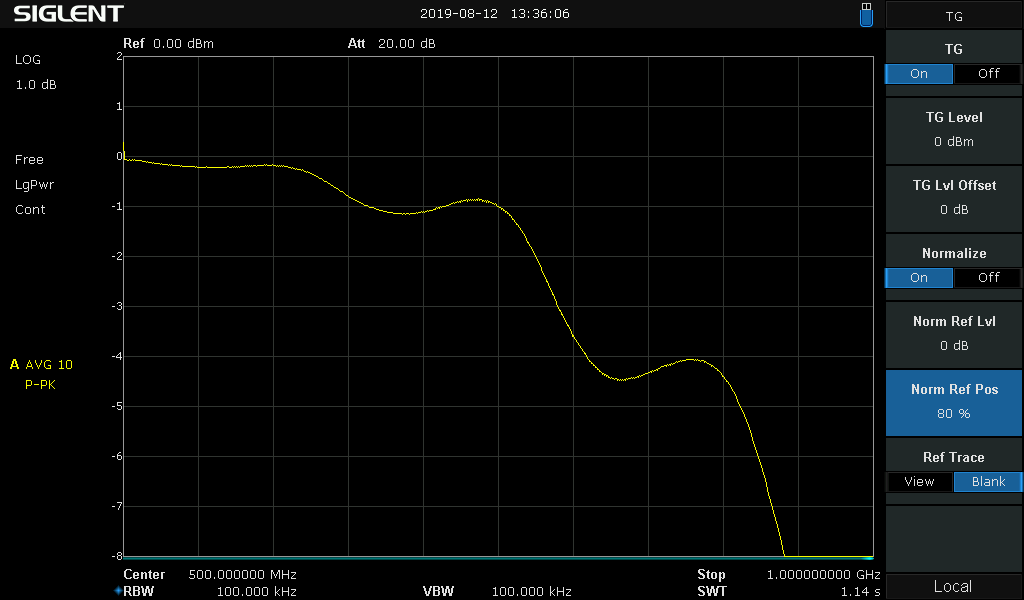 SIGLENT
2019-08-12 13:36:06
TG
Ref 0.00 dBm Att 20.00 dB
LOG
1.0 dB
Free
LgPwr
Cont
A AVG 10
P-PK
2
1
0
-1
-2
-3
-4
-5
-6
-7
-8
Center 500.000000 MHz Stop 1.000000000 GHz
RBW 100.000 kHz VBW 100.000 kHz SWT 1.14 s
TG
On Off
TG Level
0 dBm
TG Lvl Offset
0 dB
Normalize
On Off
Norm Ref Lvl
0 dB
Norm Ref Pos
80 %
Ref Trace
View Blank
Local